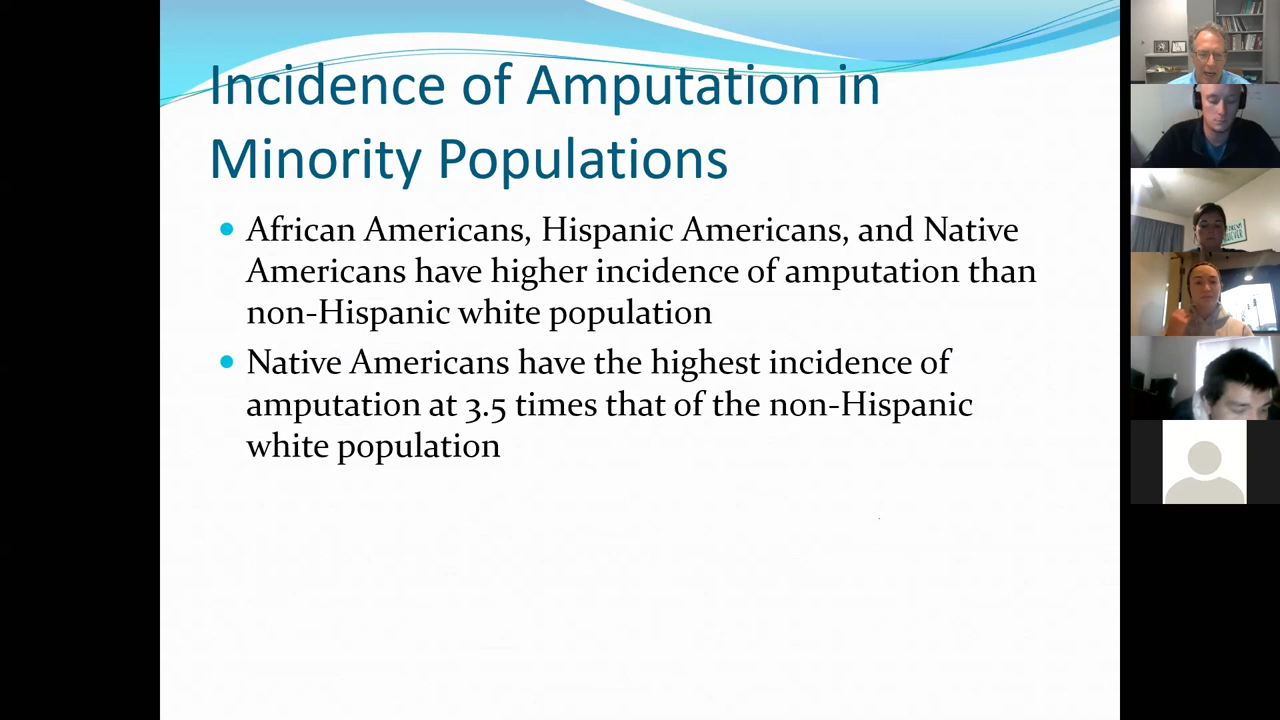 Incidence of Amputation in
Minority Populations
• African Americans, Hispanic Americans, and Native
Americans have higher incidence of amputation than
non-Hispanic white population
• Native Americans have the highest incidence of
amputation at 3.5 times that of the non-Hispanic
white population